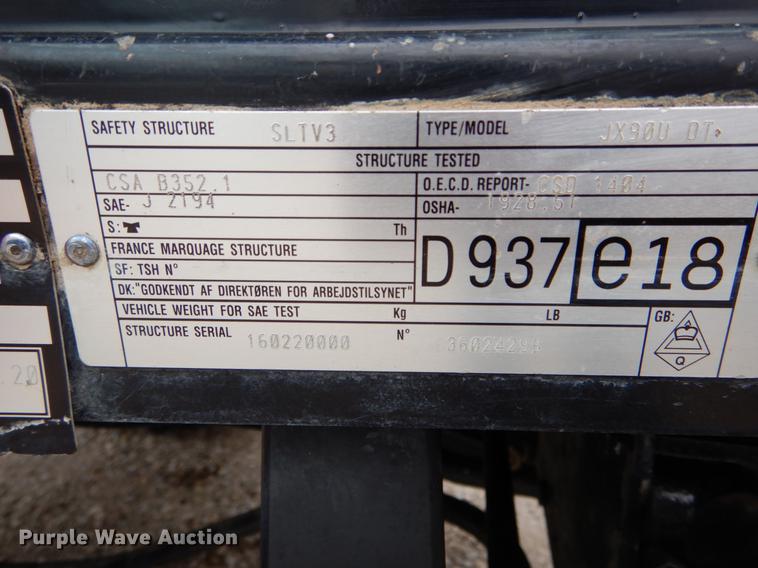 SAFETY STRUCTURE SLTV3 TYPE/MODEL JX90U DT
STRUCTURE TESTED
CSA B352.1 O.E.C.D. REPORT- CSD 1404
SAE- J 2194 OSHA- 1928.51
S: Th
FRANCE MARQUAGE STRUCTURE
SF: TSH N°
DK:"GODKENDT AF DIREKTØREN FOR ARBEJDSTILSYNET"
D937 e18
VEHICLE WEIGHT FOR SAE TEST Kg LB
STRUCTURE SERIAL 160220000 N°
GB:
Q
.20
Purple Wave Auction